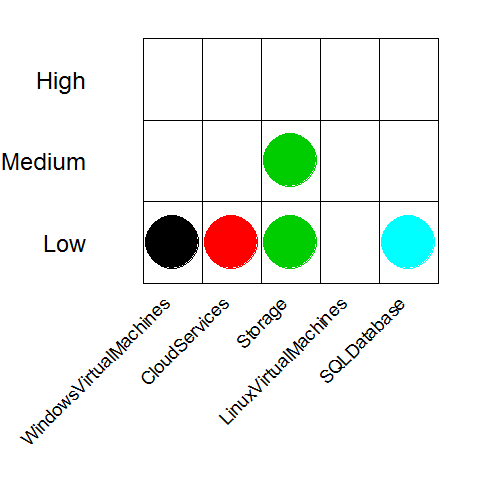 High
Medium
Low
WindowsVirtualMachines
CloudServices
Storage
LinuxVirtualMachines
SQLDatabase